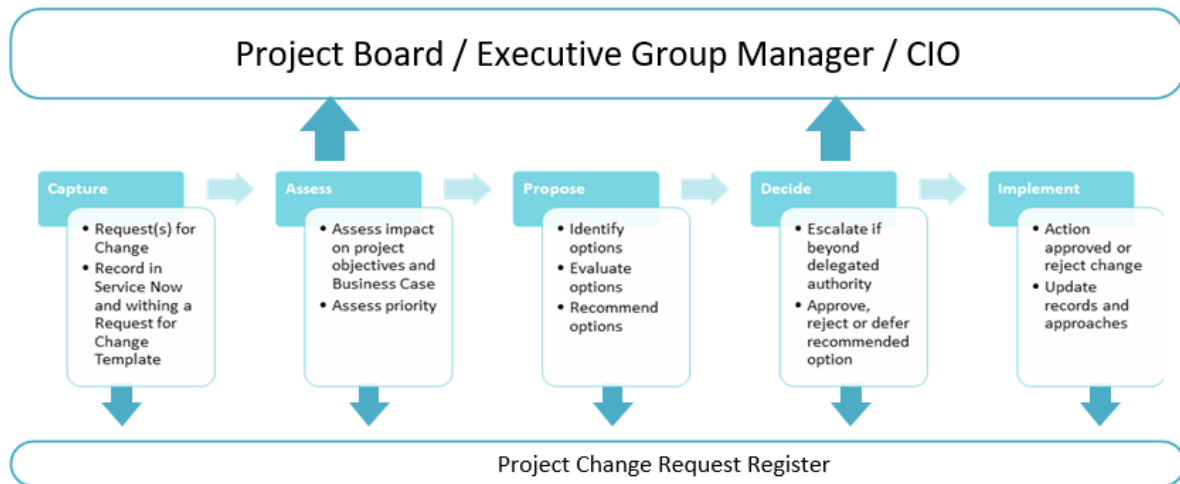 Project Board / Executive Group Manager / CIO
Capture
• Request(s) for
Change
• Record in
Service Now
and withing a
Request for
Change
Template
Assess
• Assess impact
on project
objectives and
Business Case
• Assess priority
Propose
• Identify
options
• Evaluate
options
• Recommend
options
Decide
• Escalate if
beyond
delegated
authority
• Approve,
reject or defer
recommended
option
Implement
• Action
approved or
reject change
• Update
records and
approaches
Project Change Request Register